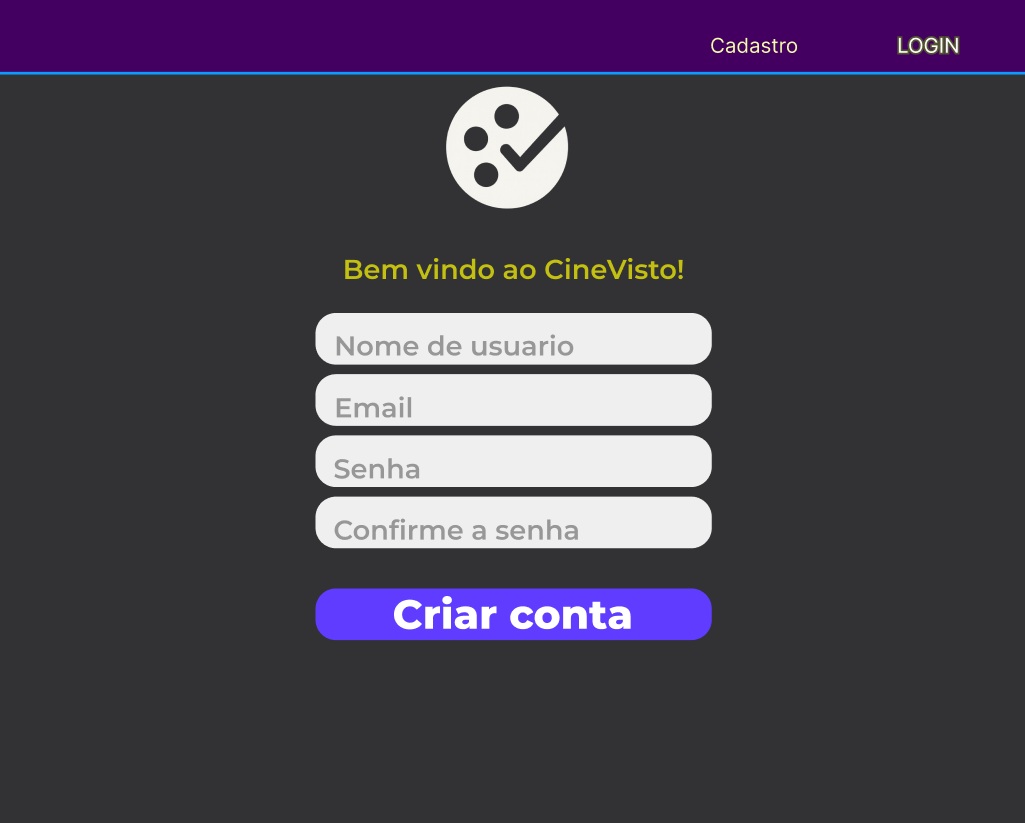 Cadastro LOGIN
Bem vindo ao CineVisto!
Nome de usuario
Email
Senha
Confirme a senha
Criar conta